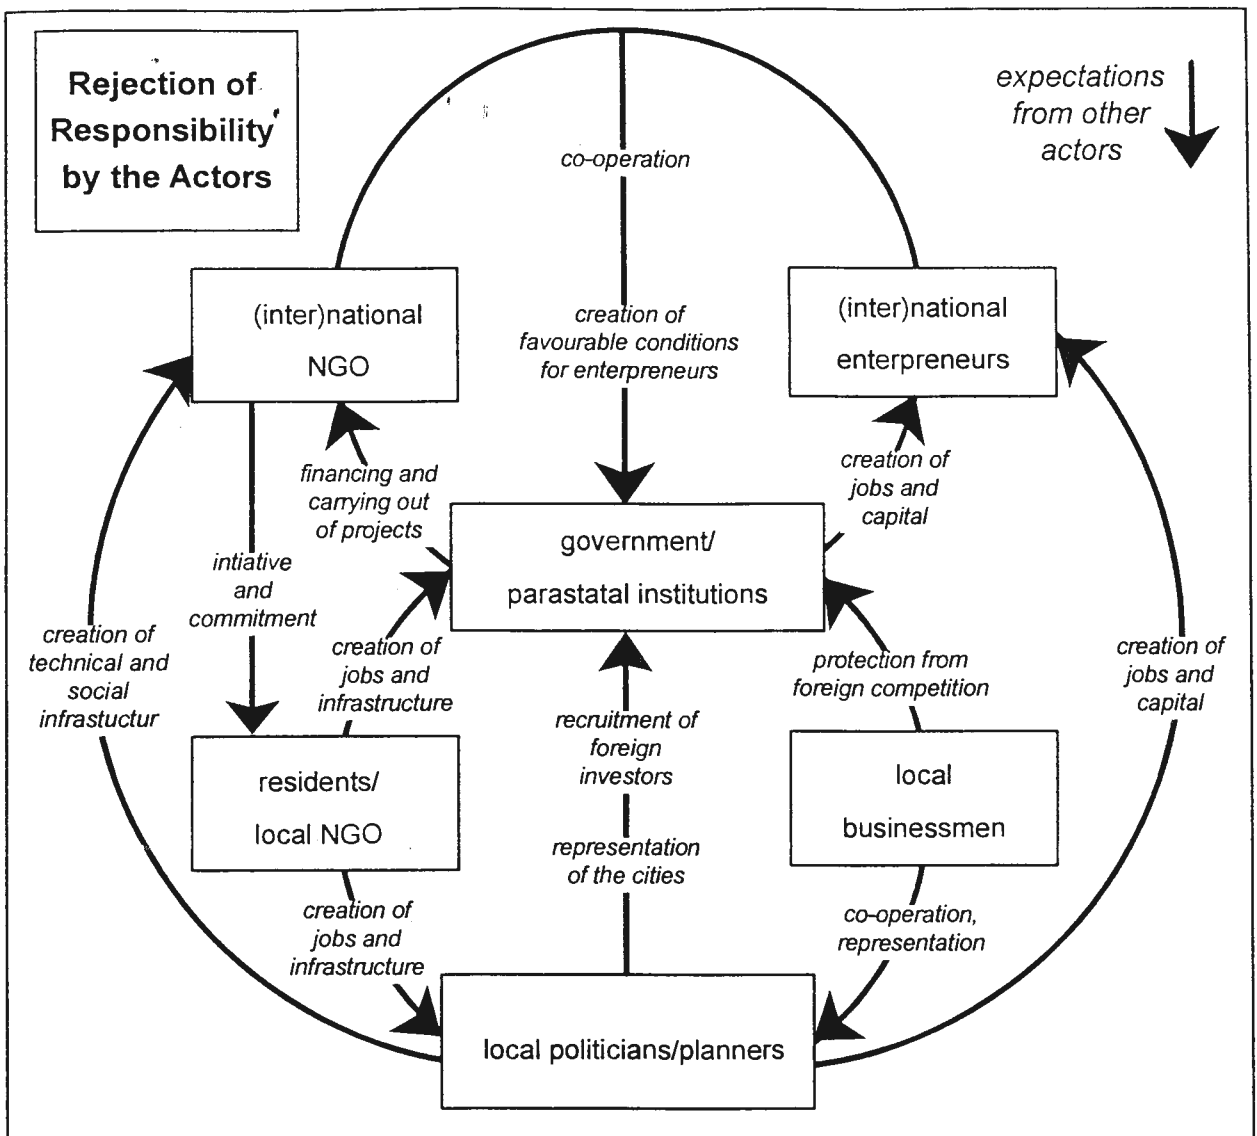 Rejection of
Responsibility
by the Actors
expectations
from other
actors
co-operation
(inter)national
NGO
creation of
favourable conditions
for enterpreneurs
(inter)national
enterpreneurs
financing and
carrying out
of projects
creation of
jobs and
capital
government/
parastatal institutions
intiative
and
commitment
creation of
technical and
social
infrastuctur
creation of
jobs and
infrastructure
protection from
foreign competition
creation of
jobs and
capital
recruitment of
foreign
investors
residents/
local NGO
local
businessmen
representation
of the cities
creation of
jobs and
infrastructure
co-operation,
representation
local politicians/planners